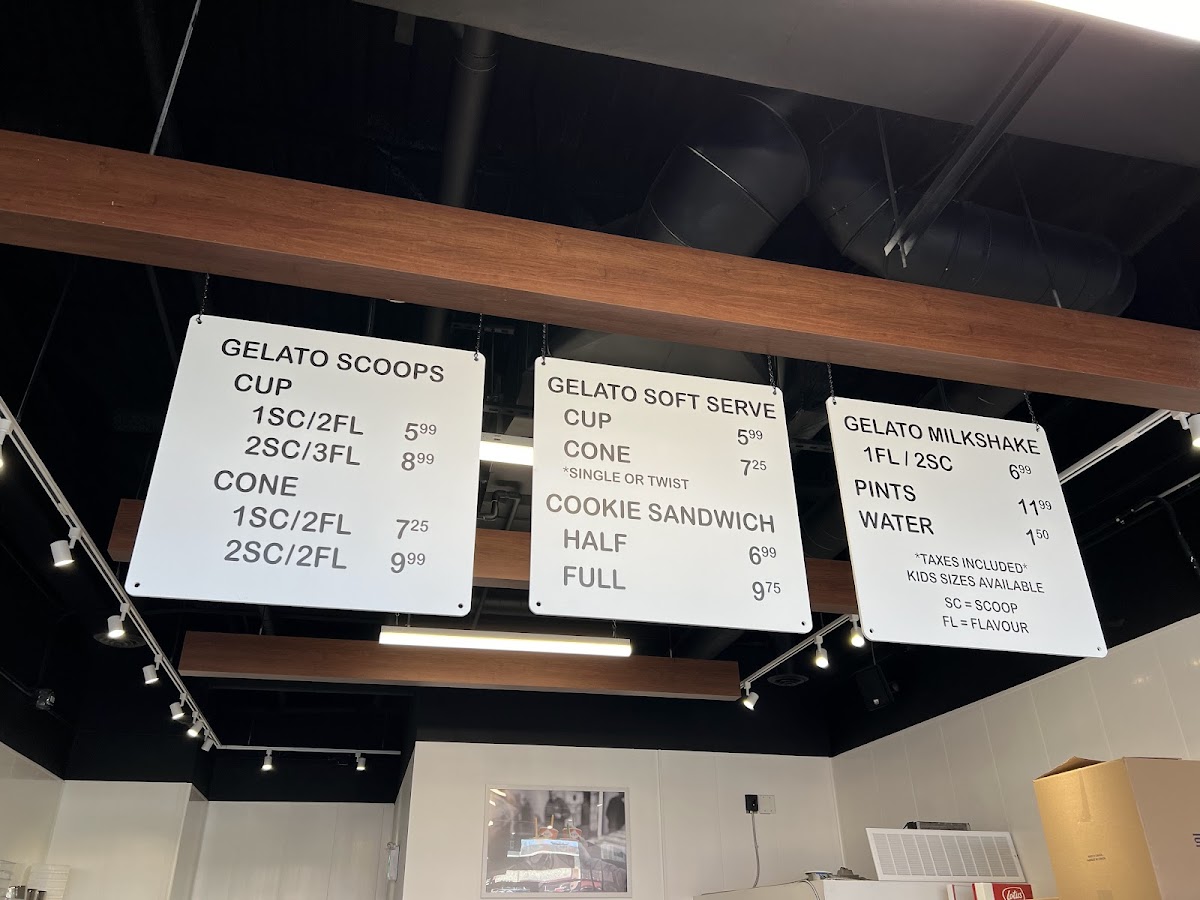 GELATO SCOOPS
CUP
1SC/2FL 5.99
2SC/3FL 8.99
CONE
1SC/2FL 7.25
2SC/2FL 9.99
GELATO SOFT SERVE
CUP 5.99
CONE 7.25
*SINGLE OR TWIST
COOKIE SANDWICH
HALF 6.99
FULL 9.75
GELATO MILKSHAKE
1FL / 2SC 6.99
PINTS 11.99
WATER 1.50
*TAXES INCLUDED*
KIDS SIZES AVAILABLE
SC = SCOOP
FL = FLAVOUR
Lotus